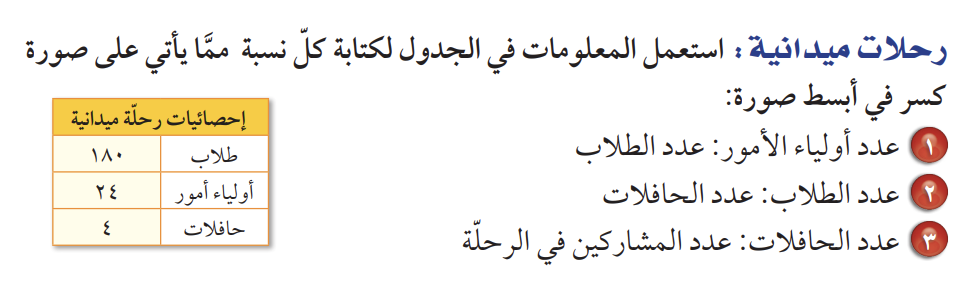 رحلات ميدانية : استعمل المعلومات في الجدول لكتابة كلّ نسبة ممَّا يأتي على صورة
كسر في أبسط صورة:
١ عدد أولياء الأمور: عدد الطلاب
٢ عدد الطلاب: عدد الحافلات
٣ عدد الحافلات: عدد المشاركين في الرحلّة
إحصائيات رحلّة ميدانية
طلاب ١٨٠
أولياء أمور ٢٤
حافلات ٤